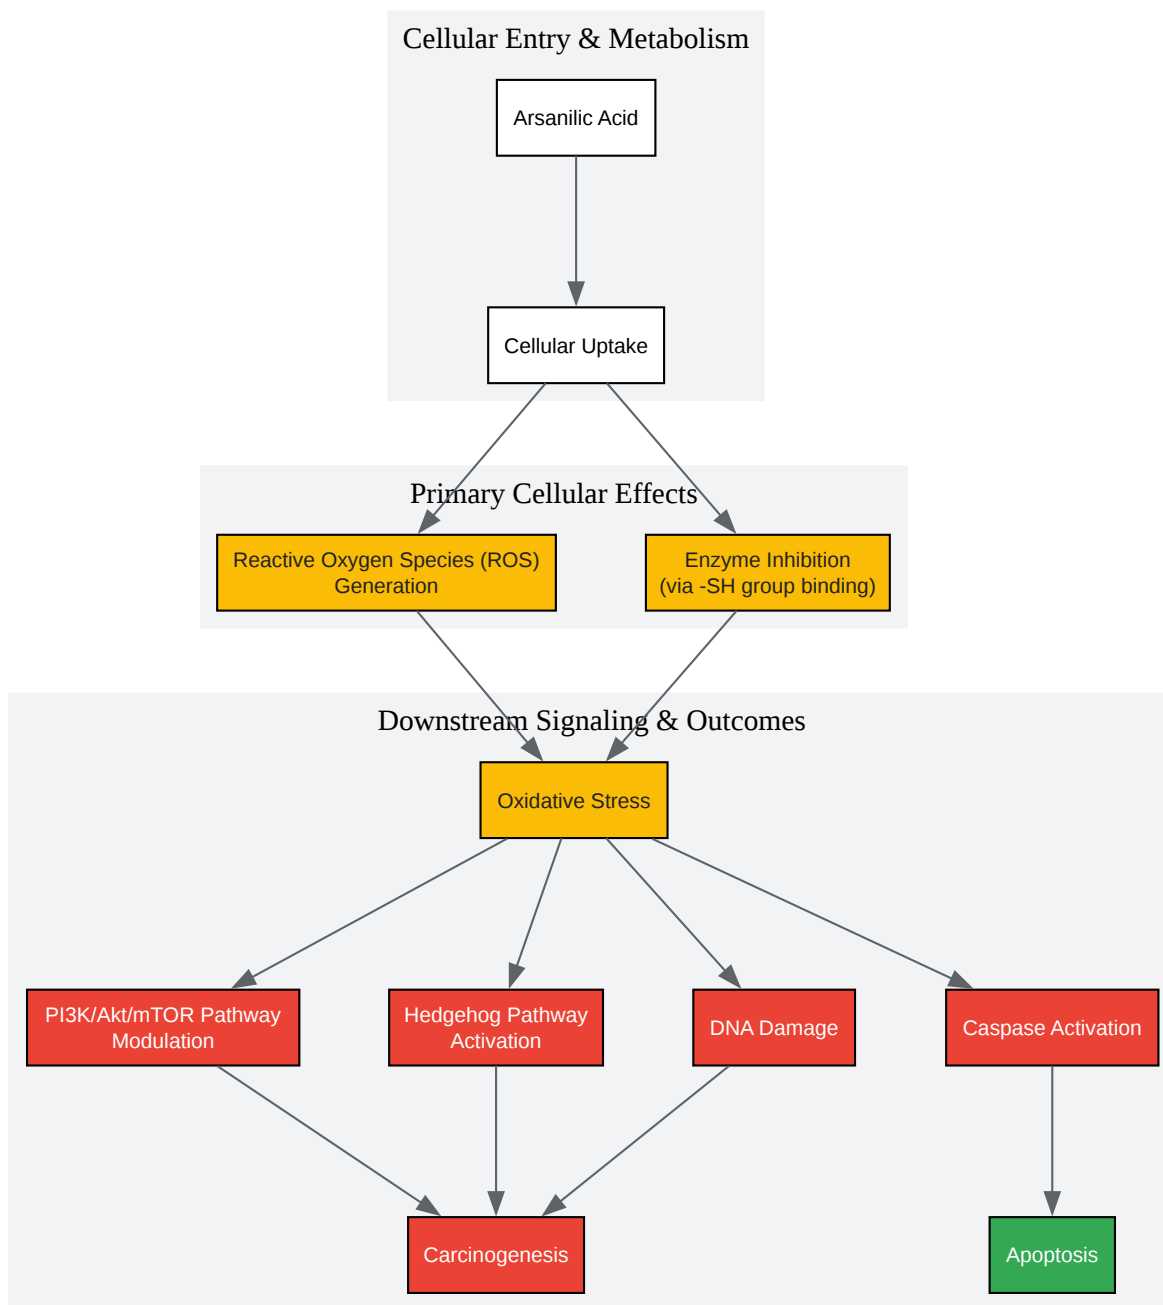 Cellular Entry & Metabolism
Arsanilic Acid
Cellular Uptake
Primary Cellular Effects
Reactive Oxygen Species (ROS)
Generation
Enzyme Inhibition
(via -SH group binding)
Downstream Signaling & Outcomes
Oxidative Stress
PI3K/Akt/mTOR Pathway
Modulation
Hedgehog Pathway
Activation
DNA Damage
Caspase Activation
Carcinogenesis
Apoptosis